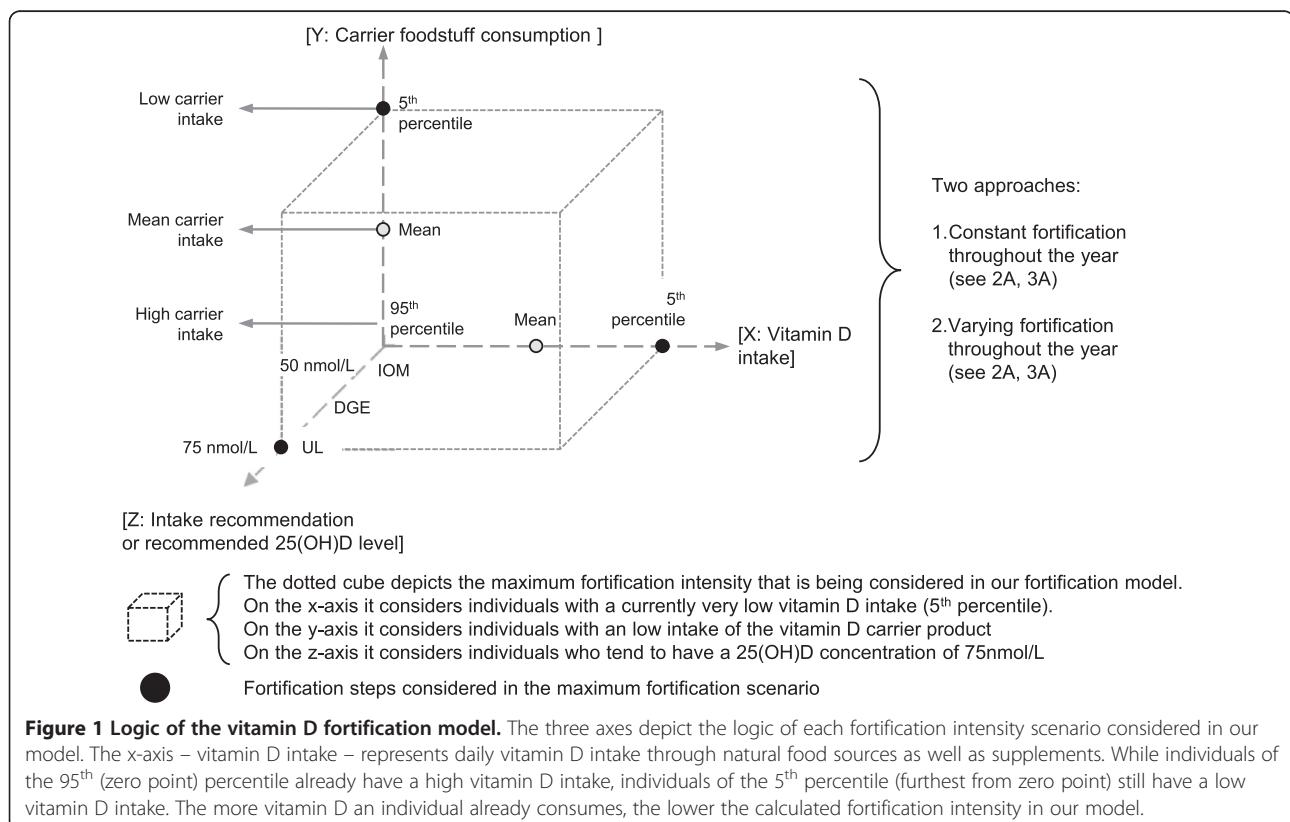 [Y: Carrier foodstuff consumption ]
Low carrier
intake
5th
percentile
Mean carrier
intake
Mean
High carrier
intake
95th
percentile
Mean
5th
percentile
[X: Vitamin D
intake]
50 nmol/L
IOM
DGE
75 nmol/L
UL
[Z: Intake recommendation
or recommended 25(OH)D level]
Two approaches:
1.Constant fortification
throughout the year
(see 2A, 3A)
2.Varying fortification
throughout the year
(see 2A, 3A)
The dotted cube depicts the maximum fortification intensity that is being considered in our fortification model.
On the x-axis it considers individuals with a currently very low vitamin D intake (5th percentile).
On the y-axis it considers individuals with an low intake of the vitamin D carrier product
On the z-axis it considers individuals who tend to have a 25(OH)D concentration of 75nmol/L
Fortification steps considered in the maximum fortification scenario
Figure 1 Logic of the vitamin D fortification model. The three axes depict the logic of each fortification intensity scenario considered in our
model. The x-axis – vitamin D intake – represents daily vitamin D intake through natural food sources as well as supplements. While individuals of
the 95th (zero point) percentile already have a high vitamin D intake, individuals of the 5th percentile (furthest from zero point) still have a low
vitamin D intake. The more vitamin D an individual already consumes, the lower the calculated fortification intensity in our model.